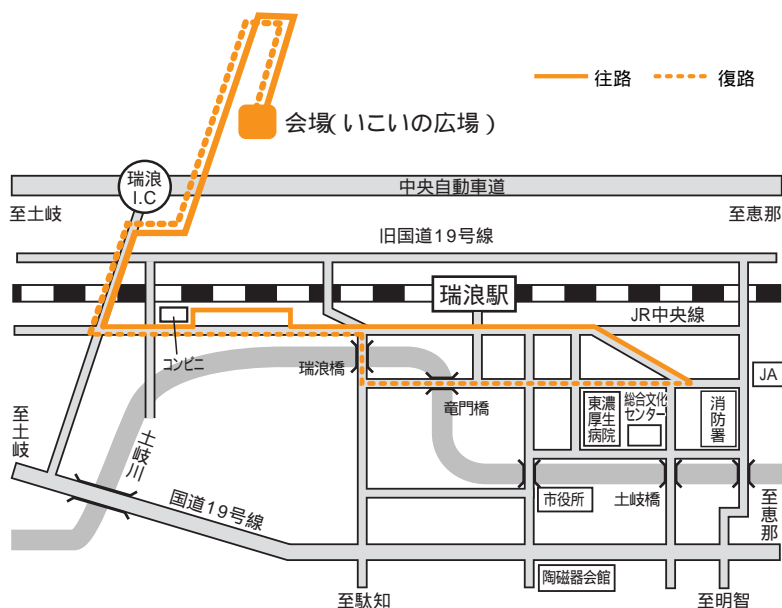 往路
復路
会場(いこいの広場)
瑞浪
I.C
中央自動車道
至土岐
至恵那
旧国道19号線
瑞浪駅
JR中央線
コンビニ
瑞浪橋
竜門橋
JA
東濃
厚生
病院
総合文化
センター
消防署
至土岐
土岐川
国道19号線
市役所
土岐橋
至恵那
陶磁器会館
至駄知
至明智